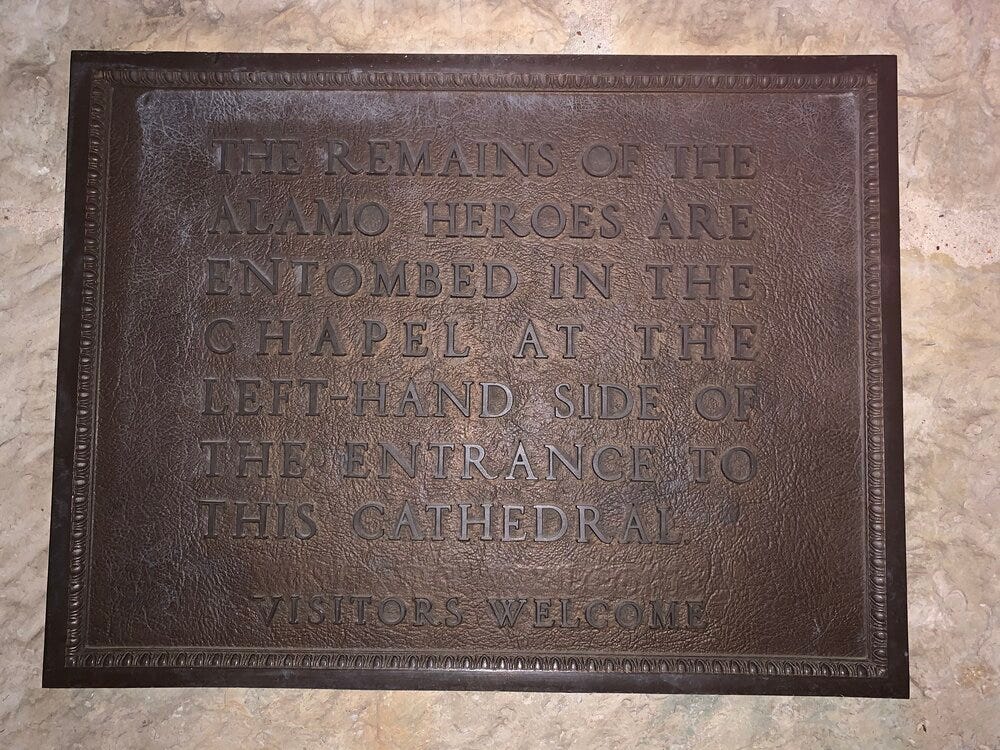 THE REMAINS OF THE
ALAMO HEROES ARE
ENTOMBED IN THE
CHAPEL AT THE
LEFT-HAND SIDE OF
THE ENTRANCE TO
THIS CATHEDRAL.
VISITORS WELCOME